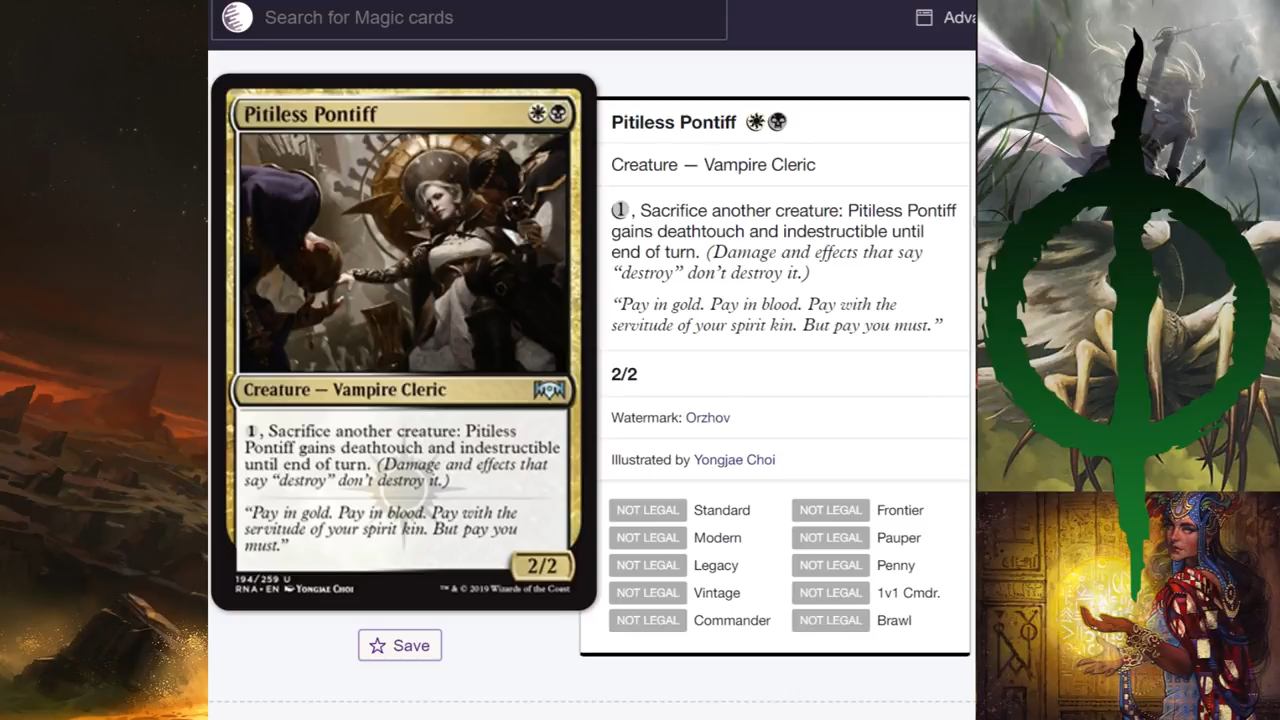 Search for Magic cards
Adva
Pitiless Pontiff
Creature — Vampire Cleric
1, Sacrifice another creature: Pitiless
Pontiff gains deathtouch and indestructible
until end of turn. (Damage and effects that
say “destroy” don’t destroy it.)
“Pay in gold. Pay in blood. Pay with the
servitude of your spirit kin. But pay you
must.”
2/2
194/259 U
RNA • EN Yongjae Choi
™ & © 2019 Wizards of the Coast
Save
Pitiless Pontiff
Creature — Vampire Cleric
1, Sacrifice another creature: Pitiless Pontiff
gains deathtouch and indestructible until
end of turn. (Damage and effects that say
“destroy” don’t destroy it.)
“Pay in gold. Pay in blood. Pay with the
servitude of your spirit kin. But pay you must.”
2/2
Watermark: Orzhov
Illustrated by Yongjae Choi
NOT LEGAL Standard NOT LEGAL Frontier
NOT LEGAL Modern NOT LEGAL Pauper
NOT LEGAL Legacy NOT LEGAL Penny
NOT LEGAL Vintage NOT LEGAL 1v1 Cmdr.
NOT LEGAL Commander NOT LEGAL Brawl